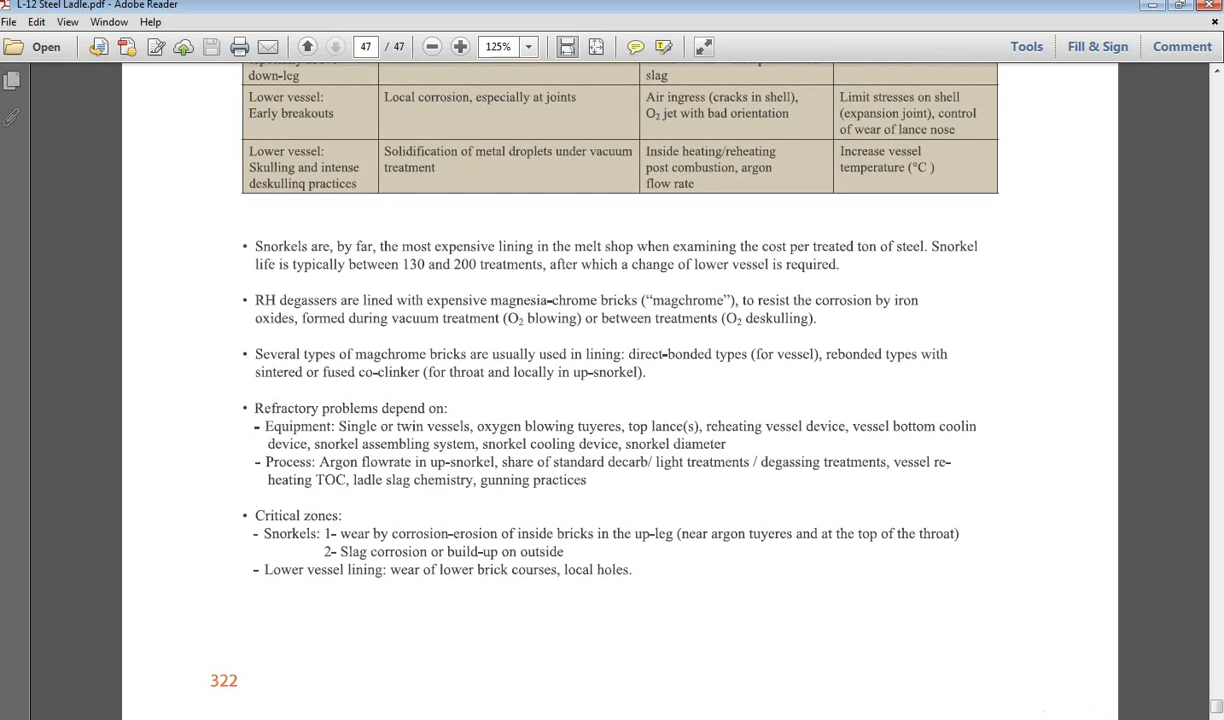 L-12 Steel Ladle.pdf - Adobe Reader
File Edit View Window Help
Open 47 / 47 125% Tools Fill & Sign Comment
down-leg slag
Lower vessel: Local corrosion, especially at joints Air ingress (cracks in shell), Limit stresses on shell
Early breakouts O2 jet with bad orientation (expansion joint), control
of wear of lance nose
Lower vessel: Solidification of metal droplets under vacuum Inside heating/reheating Increase vessel
Skulling and intense treatment post combustion, argon temperature (°C )
deskullinq practices flow rate
• Snorkels are, by far, the most expensive lining in the melt shop when examining the cost per treated ton of steel. Snorkel
life is typically between 130 and 200 treatments, after which a change of lower vessel is required.
• RH degassers are lined with expensive magnesia-chrome bricks (“magchrome”), to resist the corrosion by iron
oxides, formed during vacuum treatment (O2 blowing) or between treatments (O2 deskulling).
• Several types of magchrome bricks are usually used in lining: direct-bonded types (for vessel), rebonded types with
sintered or fused co-clinker (for throat and locally in up-snorkel).
• Refractory problems depend on:
- Equipment: Single or twin vessels, oxygen blowing tuyeres, top lance(s), reheating vessel device, vessel bottom coolin
device, snorkel assembling system, snorkel cooling device, snorkel diameter
- Process: Argon flowrate in up-snorkel, share of standard decarb/ light treatments / degassing treatments, vessel re-
heating TOC, ladle slag chemistry, gunning practices
• Critical zones:
- Snorkels: 1- wear by corrosion-erosion of inside bricks in the up-leg (near argon tuyeres and at the top of the throat)
2- Slag corrosion or build-up on outside
- Lower vessel lining: wear of lower brick courses, local holes.
322